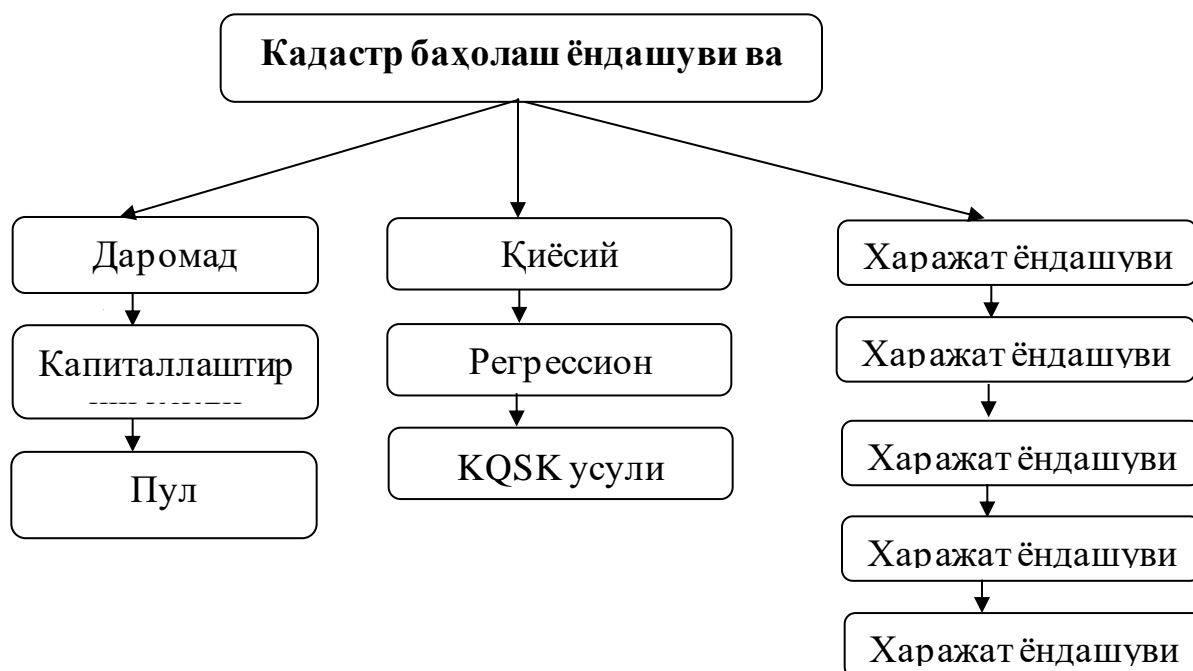 Кадастр баҳолаш ёндашуви ва
Даромад
Капиталлаштир
Пул
Қиёсий
Регрессион
KQSK усули
Харажат ёндашуви
Харажат ёндашуви
Харажат ёндашуви
Харажат ёндашуви
Харажат ёндашуви